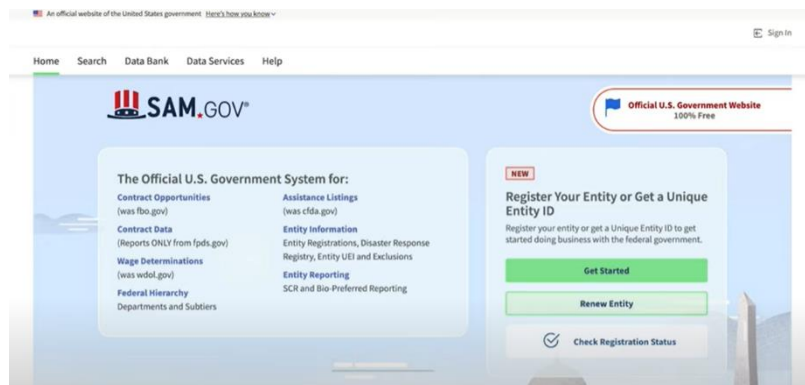 An official website of the United States government Here's how you know
Sign In
Home Search Data Bank Data Services Help
SAM.GOV®
Official U.S. Government Website
100% Free
The Official U.S. Government System for:
Contract Opportunities
(was fbo.gov)
Contract Data
(Reports ONLY from fpds.gov)
Wage Determinations
(was wdol.gov)
Federal Hierarchy
Departments and Subtiers
Assistance Listings
(was cfda.gov)
Entity Information
Entity Registrations, Disaster Response
Registry, Entity UEI and Exclusions
Entity Reporting
SCR and Bio-Preferred Reporting
NEW
Register Your Entity or Get a Unique
Entity ID
Register your entity or get a Unique Entity ID to get
started doing business with the federal government.
Get Started
Renew Entity
Check Registration Status